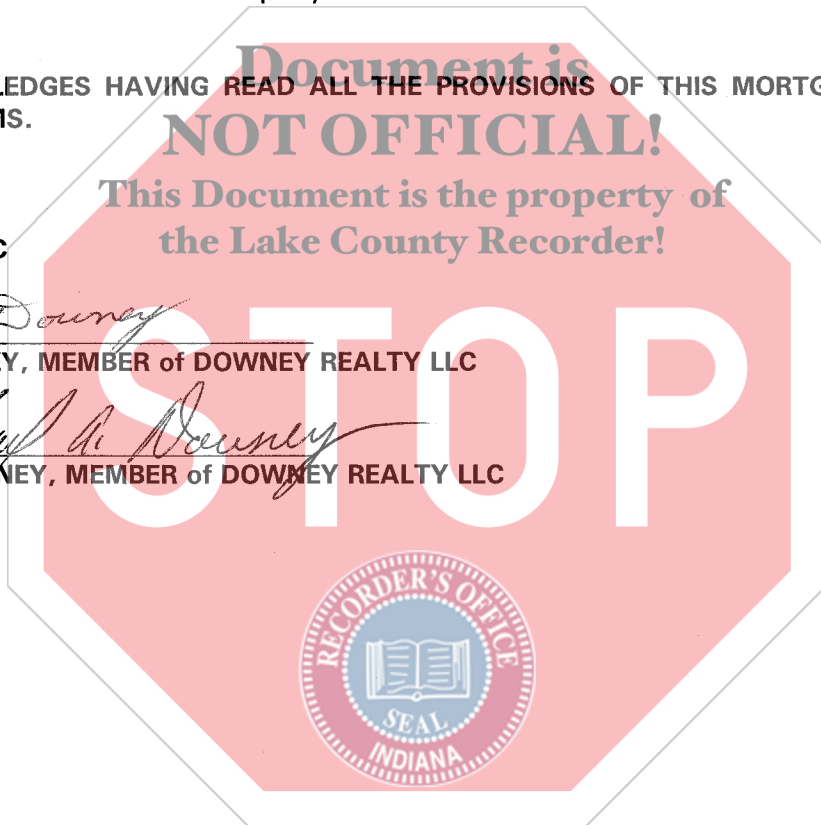 Document is
LEDGES HAVING READ ALL THE PROVISIONS OF THIS MORTG
MS.
NOT OFFICIAL!
This Document is the property of
the Lake County Recorder!
C
Downey
Y, MEMBER of DOWNEY REALTY LLC
A. Downey
NEY, MEMBER of DOWNEY REALTY LLC
STOP
RECORDER'S OFFICE
SEAL
INDIANA